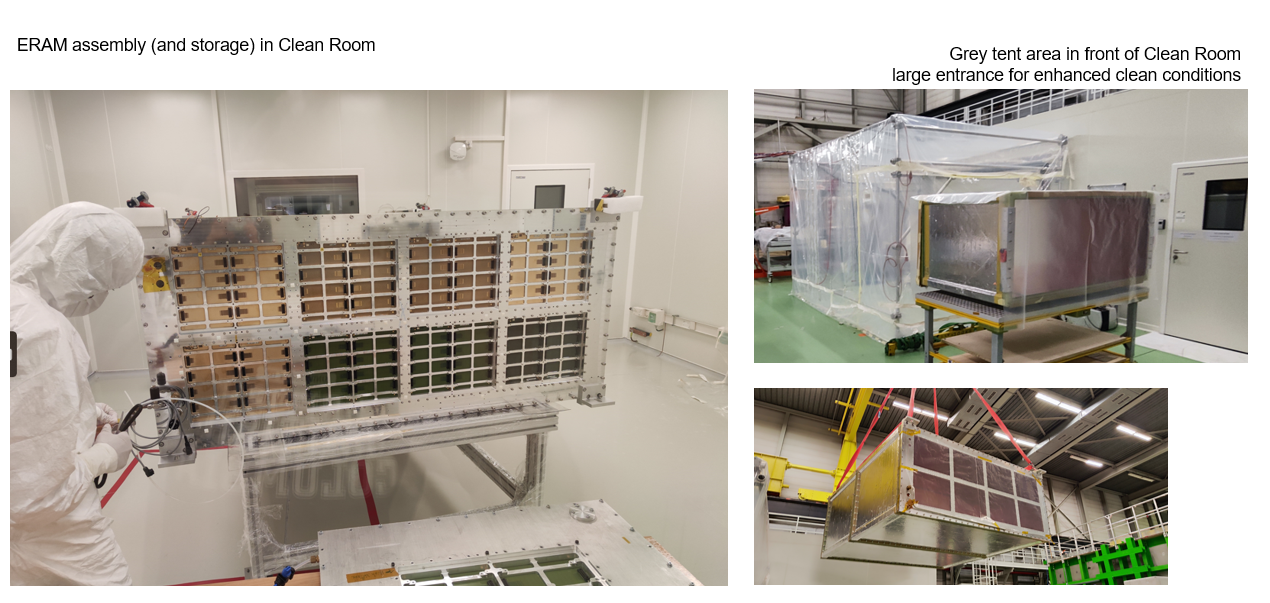 ERAM assembly (and storage) in Clean Room
Grey tent area in front of Clean Room
large entrance for enhanced clean conditions